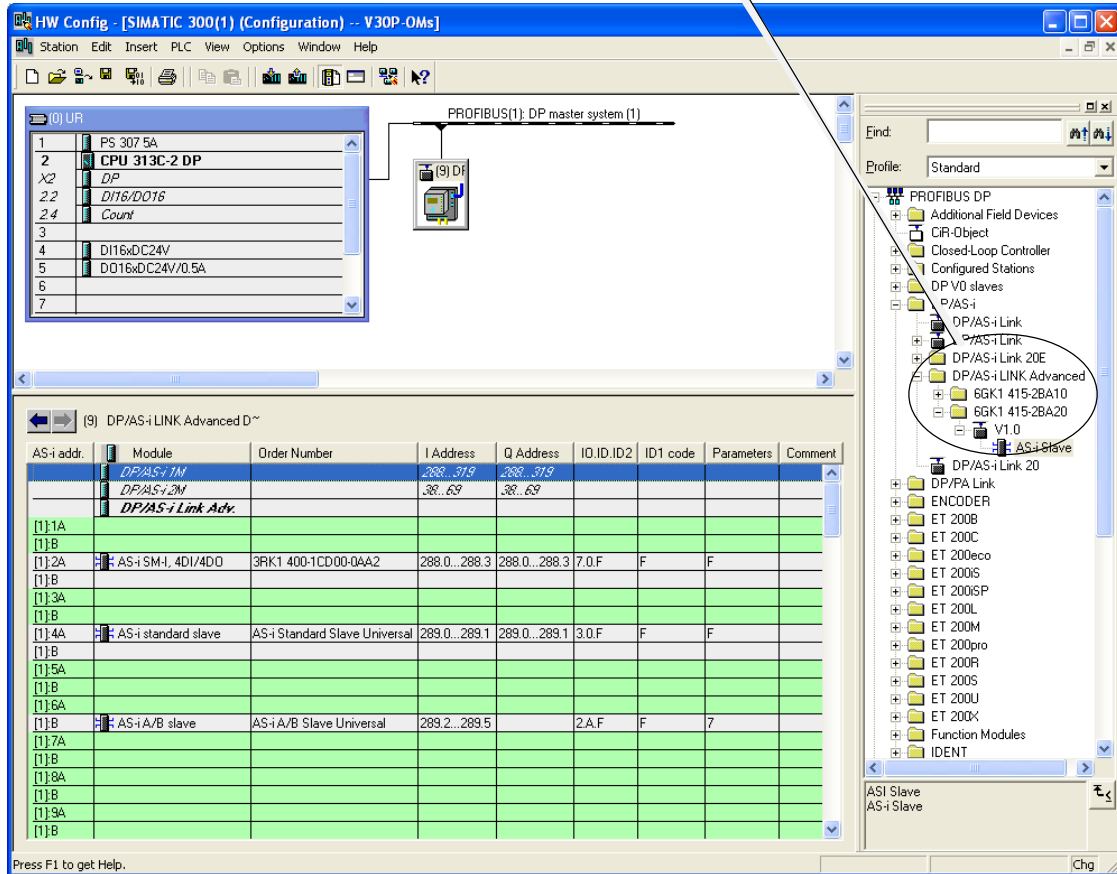 HW Config - [SIMATIC 300(1) (Configuration) -- V30P-OMs]
Station Edit Insert PLC View Options Window Help
(0) UR
1 PS 307 5A
2 CPU 313C-2 DP
X2 DP
2.2 DI16/DO16
2.4 Count
3
4 DI16xDC24V
5 DO16xDC24V/0.5A
6
7
PROFIBUS(1): DP master system (1)
(9) DP
(9) DP/AS-i LINK Advanced D~
AS-i addr. Module Order Number I Address Q Address IO.ID.ID2 ID1 code Parameters Comment
DP/AS-i 1M 288...319 288...319
DP/AS-i 2M 38...69 38...69
DP/AS-i Link Adv.
[1]:1A
[1]:B
[1]:2A AS-i SM-I, 4DI/4DO 3RK1 400-1CD00-0AA2 288.0...288.3 288.0...288.3 7.0.F F F
[1]:B
[1]:3A
[1]:B
[1]:4A AS-i standard slave AS-i Standard Slave Universal 289.0...289.1 289.0...289.1 3.0.F F F
[1]:B
[1]:5A
[1]:B
[1]:6A
[1]:B AS-i A/B slave AS-i A/B Slave Universal 289.2...289.5 2.A.F F 7
[1]:7A
[1]:B
[1]:8A
[1]:B
[1]:9A
[1]:B
Find:
Profile: Standard
PROFIBUS DP
Additional Field Devices
CiR-Object
Closed-Loop Controller
Configured Stations
DP V0 slaves
DP/AS-i
DP/AS-i Link
DP/AS-i Link
DP/AS-i Link 20E
DP/AS-i LINK Advanced
6GK1 415-2BA10
6GK1 415-2BA20
V1.0
AS-i Slave
DP/AS-i Link 20
DP/PA Link
ENCODER
ET 200B
ET 200C
ET 200eco
ET 200iS
ET 200iSP
ET 200L
ET 200M
ET 200pro
ET 200R
ET 200S
ET 200U
ET 200X
Function Modules
IDENT
ASI Slave
AS-i Slave
Press F1 to get Help.
Chg